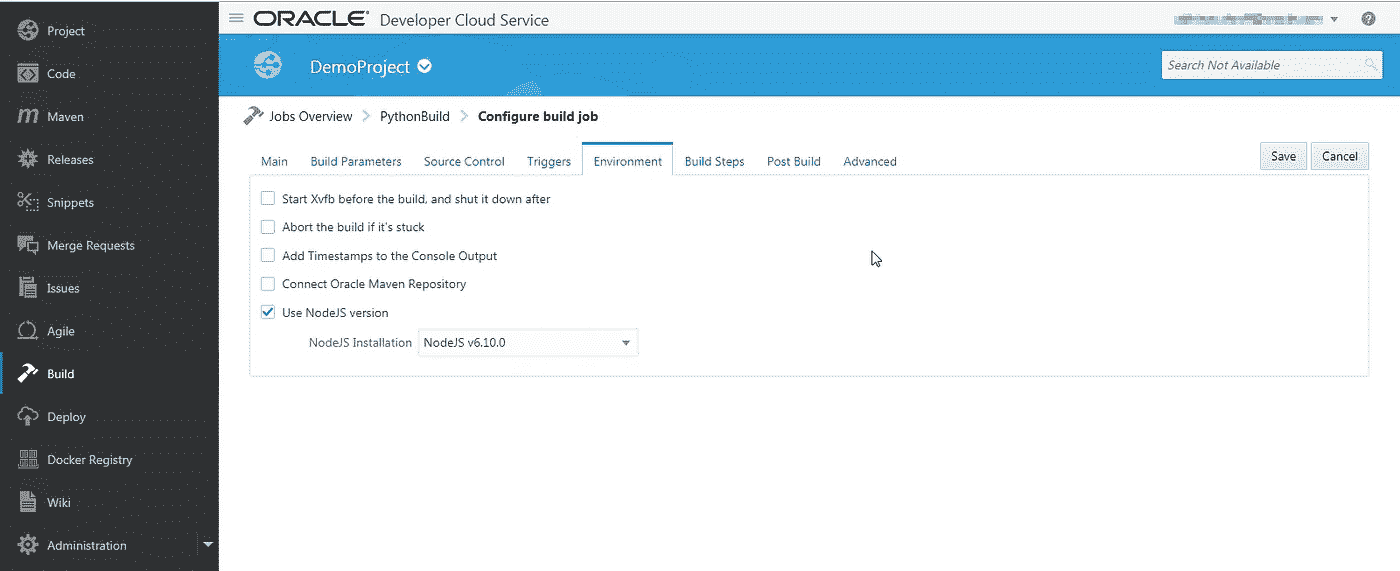 Project
Code
Maven
Releases
Snippets
Merge Requests
Issues
Agile
Build
Deploy
Docker Registry
Wiki
Administration
ORACLE® Developer Cloud Service
?
DemoProject
Search Not Available
Jobs Overview > PythonBuild > Configure build job
Main Build Parameters Source Control Triggers Environment Build Steps Post Build Advanced Save Cancel
Start Xvfb before the build, and shut it down after
Abort the build if it's stuck
Add Timestamps to the Console Output
Connect Oracle Maven Repository
Use NodeJS version
NodeJS Installation NodeJS v6.10.0